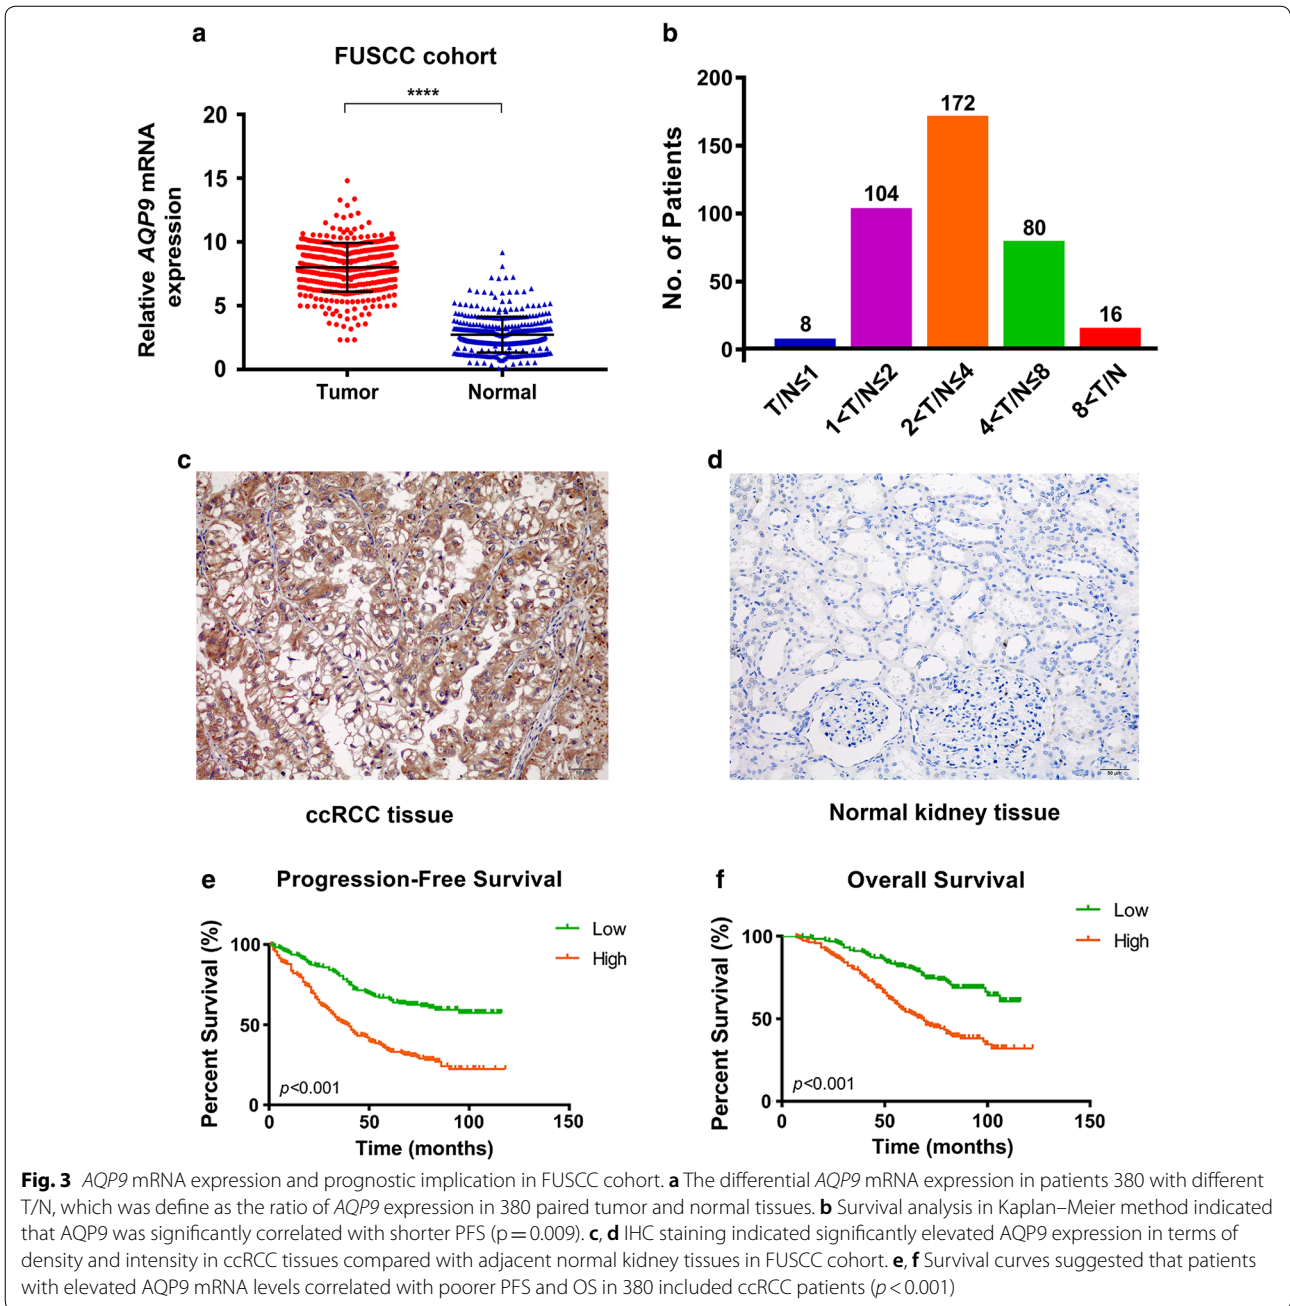 a
FUSCC cohort
****
Relative AQP9 mRNA
expression
20
15
10
5
0
Tumor
Normal
b
No. of Patients
200
150
100
50
0
8
104
172
80
16
T/N≤1
1<T/N≤2
2<T/N≤4
4<T/N≤8
8<T/N
c
ccRCC tissue
d
50 μm
Normal kidney tissue
e
Progression-Free Survival
Low
High
Percent Survival (%)
100
50
0
p<0.001
0
50
100
150
Time (months)
f
Overall Survival
Low
High
Percent Survival (%)
100
50
0
p<0.001
0
50
100
150
Time (months)
Fig. 3 AQP9 mRNA expression and prognostic implication in FUSCC cohort. a The differential AQP9 mRNA expression in patients 380 with different
T/N, which was define as the ratio of AQP9 expression in 380 paired tumor and normal tissues. b Survival analysis in Kaplan–Meier method indicated
that AQP9 was significantly correlated with shorter PFS (p = 0.009). c, d IHC staining indicated significantly elevated AQP9 expression in terms of
density and intensity in ccRCC tissues compared with adjacent normal kidney tissues in FUSCC cohort. e, f Survival curves suggested that patients
with elevated AQP9 mRNA levels correlated with poorer PFS and OS in 380 included ccRCC patients (p < 0.001)